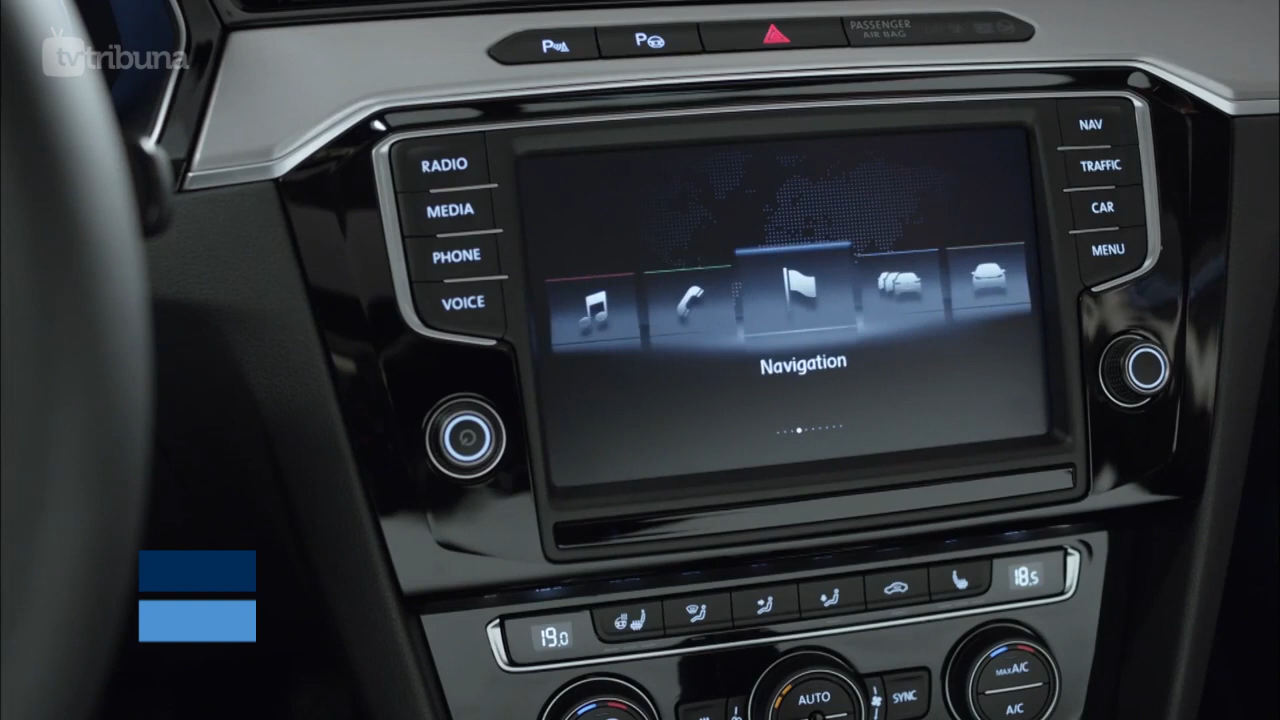 tvtribuna
P
P
PASSENGER
AIR BAG
RADIO
MEDIA
PHONE
VOICE
NAV
TRAFFIC
CAR
MENU
Navigation
19.0
18.5
AUTO
SYNC
MAX A/C
A/C